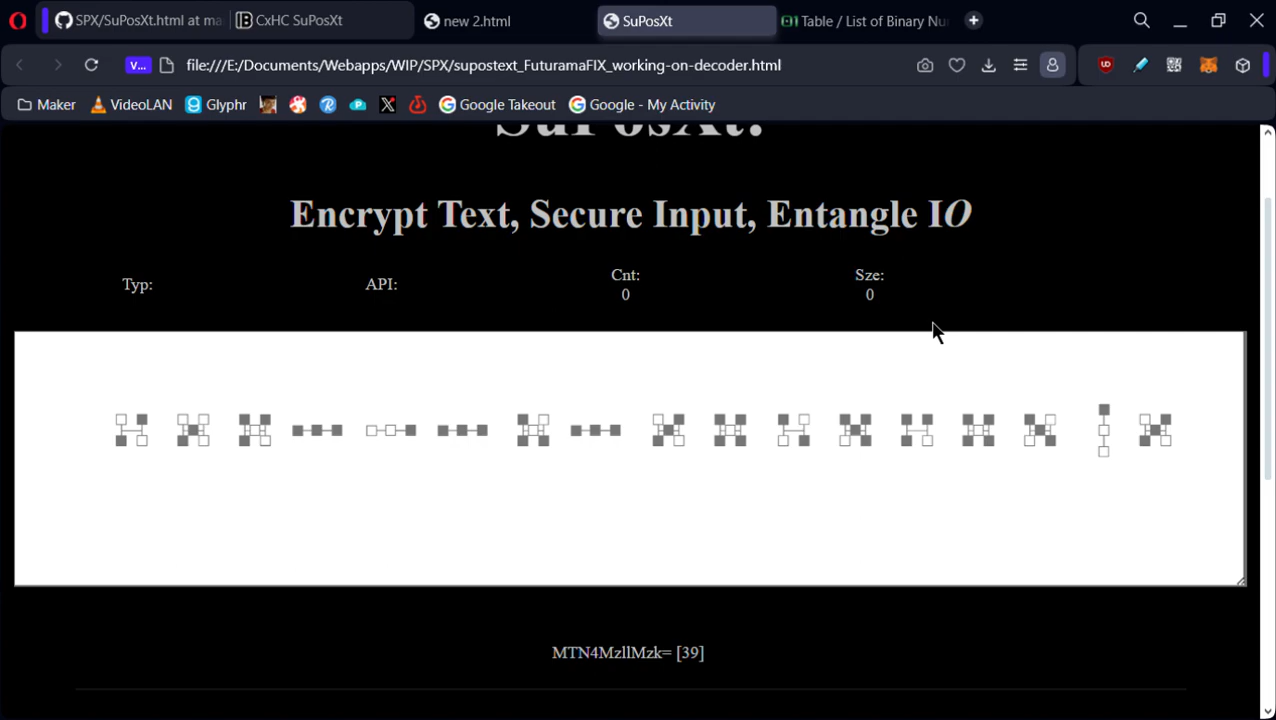 SPX/SuPosXt.html at ma
CxHC SuPosXt
new 2.html
SuPosXt
Table / List of Binary Nu
v...
file:///E:/Documents/Webapps/WIP/SPX/supostext_FuturamaFIX_working-on-decoder.html
Maker
VideoLAN
Glyphr
Google Takeout
Google - My Activity
SuPosXt.
Encrypt Text, Secure Input, Entangle IO
Typ:
API:
Cnt:
0
Sze:
0
MTN4MzllMzk= [39]